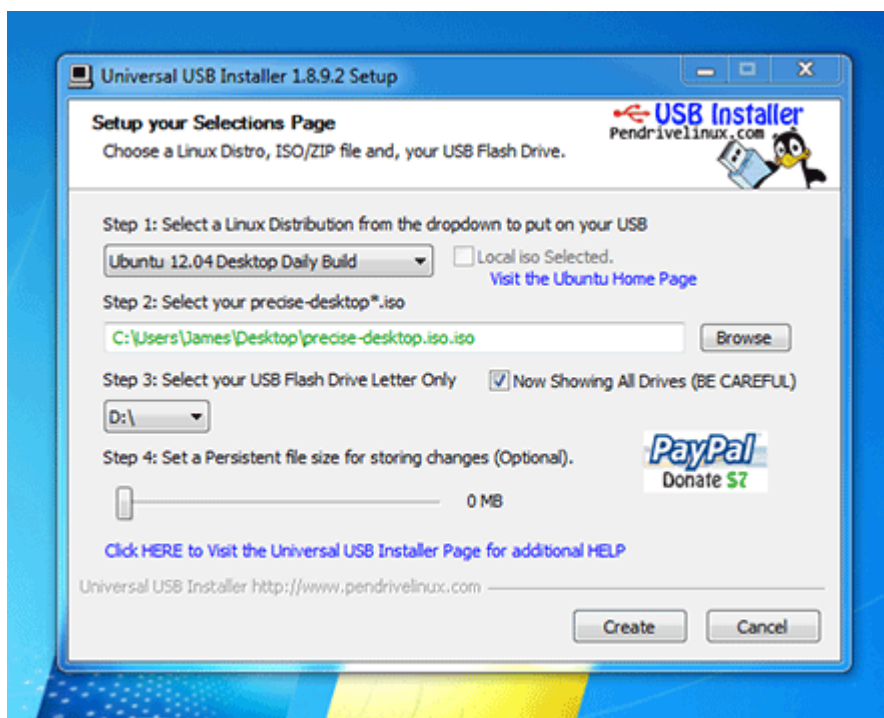 Universal USB Installer 1.8.9.2 Setup
Setup your Selections Page
Choose a Linux Distro, ISO/ZIP file and, your USB Flash Drive.
USB Installer
Pendrivelinux.com
Step 1: Select a Linux Distribution from the dropdown to put on your USB
Ubuntu 12.04 Desktop Daily Build
Local iso Selected.
Visit the Ubuntu Home Page
Step 2: Select your precise-desktop*.iso
C:\Users\James\Desktop\precise-desktop.iso.iso
Browse
Step 3: Select your USB Flash Drive Letter Only
Now Showing All Drives (BE CAREFUL)
D:\
Step 4: Set a Persistent file size for storing changes (Optional).
PayPal
Donate $7
0 MB
Click HERE to Visit the Universal USB Installer Page for additional HELP
Universal USB Installer http://www.pendrivelinux.com
Create
Cancel